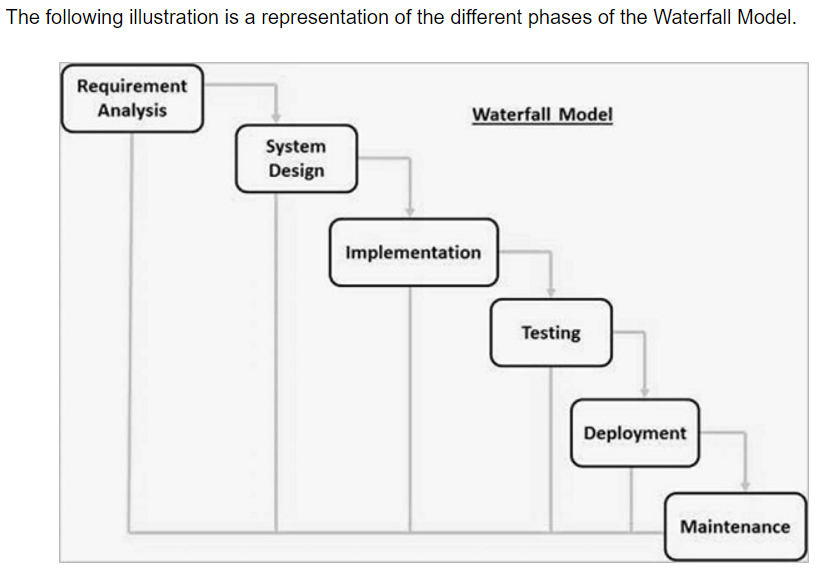 The following illustration is a representation of the different phases of the Waterfall Model.
Requirement
Analysis
Waterfall Model
System
Design
Implementation
Testing
Deployment
Maintenance